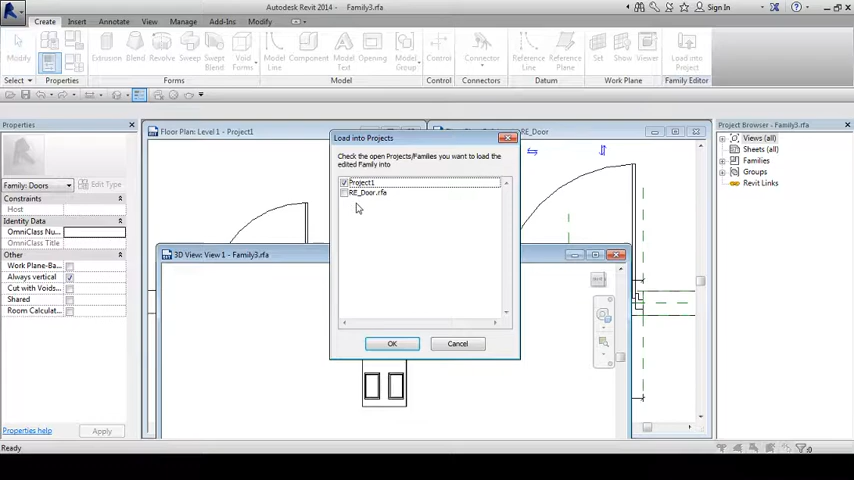 Autodesk Revit 2014 - Family3.rfa
Sign In
Create Insert Annotate View Manage Add-Ins Modify
Modify Extrusion Blend Revolve Sweep Swept Blend Void Forms Model Line Component Model Text Opening Model Group Control Connector Reference Line Reference Plane Set Show Viewer Load into Project
Select Properties Forms Model Control Connectors Datum Work Plane Family Editor
Properties
Family: Doors
Edit Type
Constraints
Host
Identity Data
OmniClass Nu...
OmniClass Title
Other
Work Plane-Ba...
Always vertical
Cut with Voids...
Shared
Room Calculat...
Properties help
Apply
Ready
Floor Plan: Level 1 - Project1
RE_Door
3D View: View 1 - Family3.rfa
Load into Projects
Check the open Projects/Families you want to load the
edited Family into
Project1
RE_Door.rfa
OK
Cancel
Project Browser - Family3.rfa
Views (all)
Sheets (all)
Families
Groups
Revit Links
:0